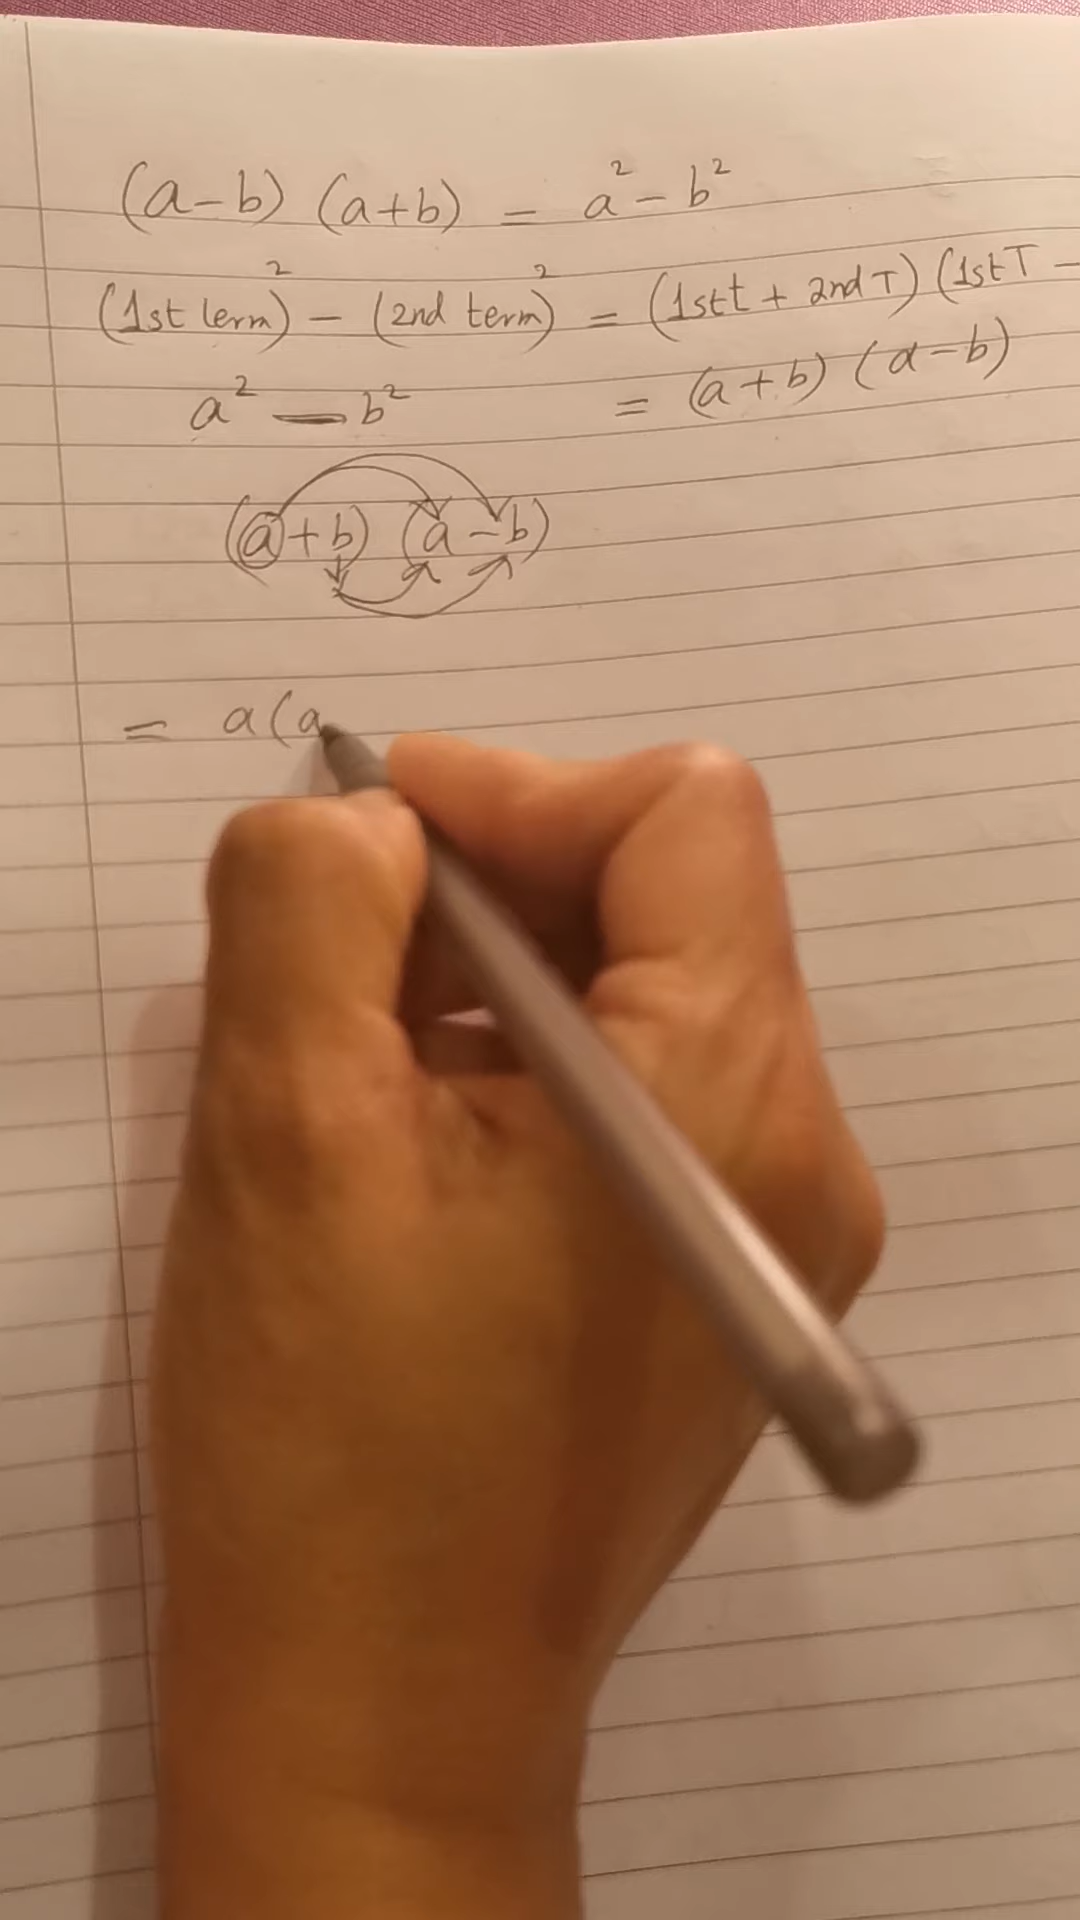 (a-b) (a+b) = a² - b²
(1st term)² - (2nd term)² = (1st t + 2nd T) (1st T -
a² - b² = (a+b) (a-b)
(a+b) (a-b)
= a(a